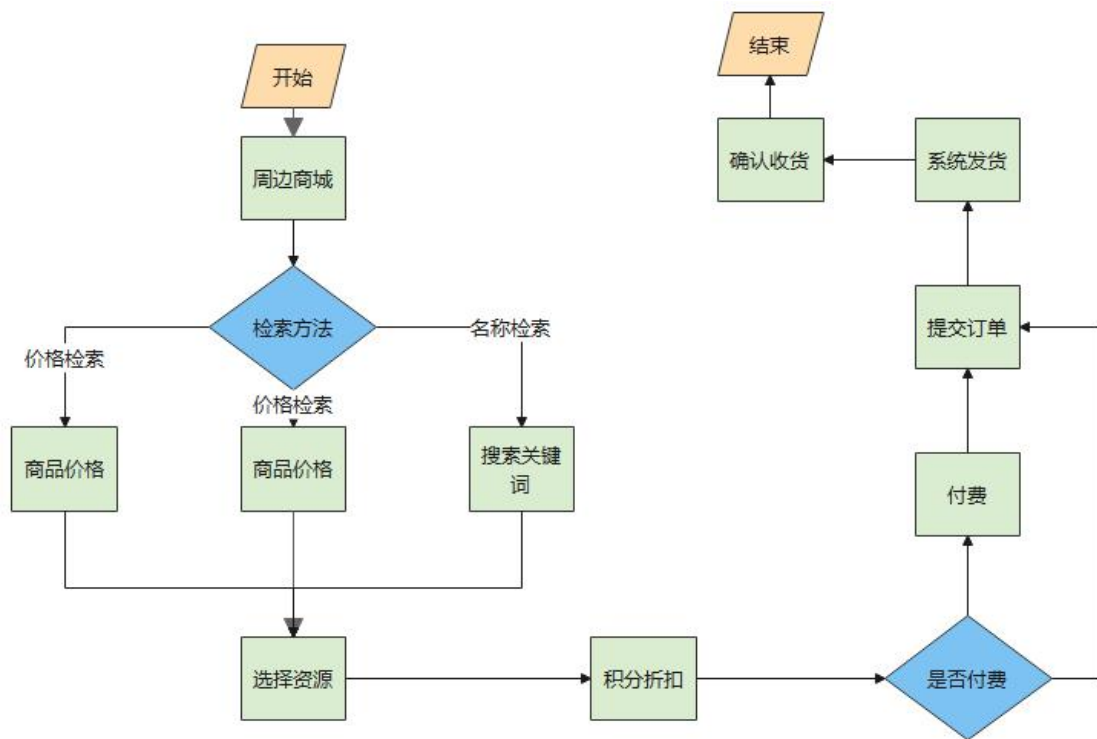 开始
周边商城
检索方法
价格检索
价格检索
名称检索
商品价格
商品价格
搜索关键
词
选择资源
积分折扣
是否付费
付费
提交订单
系统发货
确认收货
结束